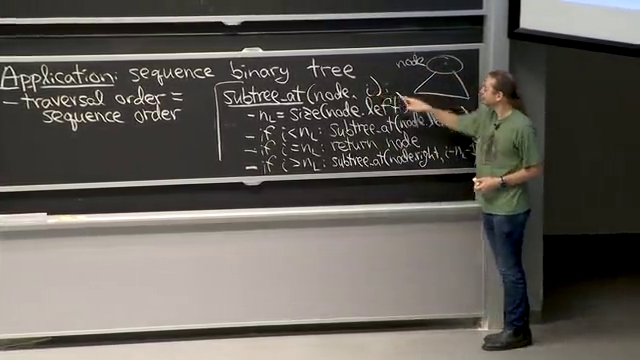 Application: sequence binary tree
- traversal order =
sequence order
subtree_at(node, i):
- nL = size(node.left)
- if i < nL: subtree_at(node.le
- if i = nL: return node
- if i > nL: subtree_at(node.right, i-nL-1
node